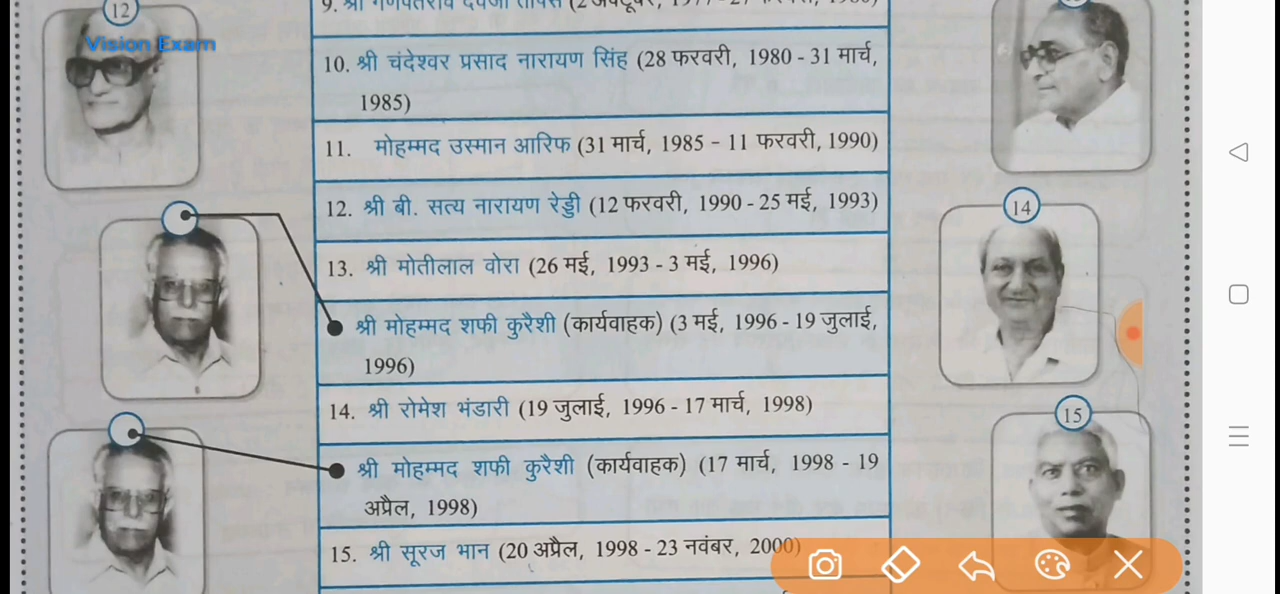 12
Vision Exam
10. श्री चंदेश्वर प्रसाद नारायण सिंह (28 फरवरी, 1980 - 31 मार्च,
1985)
11. मोहम्मद उस्मान आरिफ (31 मार्च, 1985 - 11 फरवरी, 1990)
12. श्री बी. सत्य नारायण रेड्डी (12 फरवरी, 1990 - 25 मई, 1993)
14
13. श्री मोतीलाल वोरा (26 मई, 1993 - 3 मई, 1996)
श्री मोहम्मद शफी कुरैशी (कार्यवाहक) (3 मई, 1996 - 19 जुलाई,
1996)
14. श्री रोमेश भंडारी (19 जुलाई, 1996 - 17 मार्च, 1998)
15
श्री मोहम्मद शफी कुरैशी (कार्यवाहक) (17 मार्च, 1998 - 19
अप्रैल, 1998)
15. श्री सूरज भान (20 अप्रैल, 1998 - 23 नवंबर, 2000)